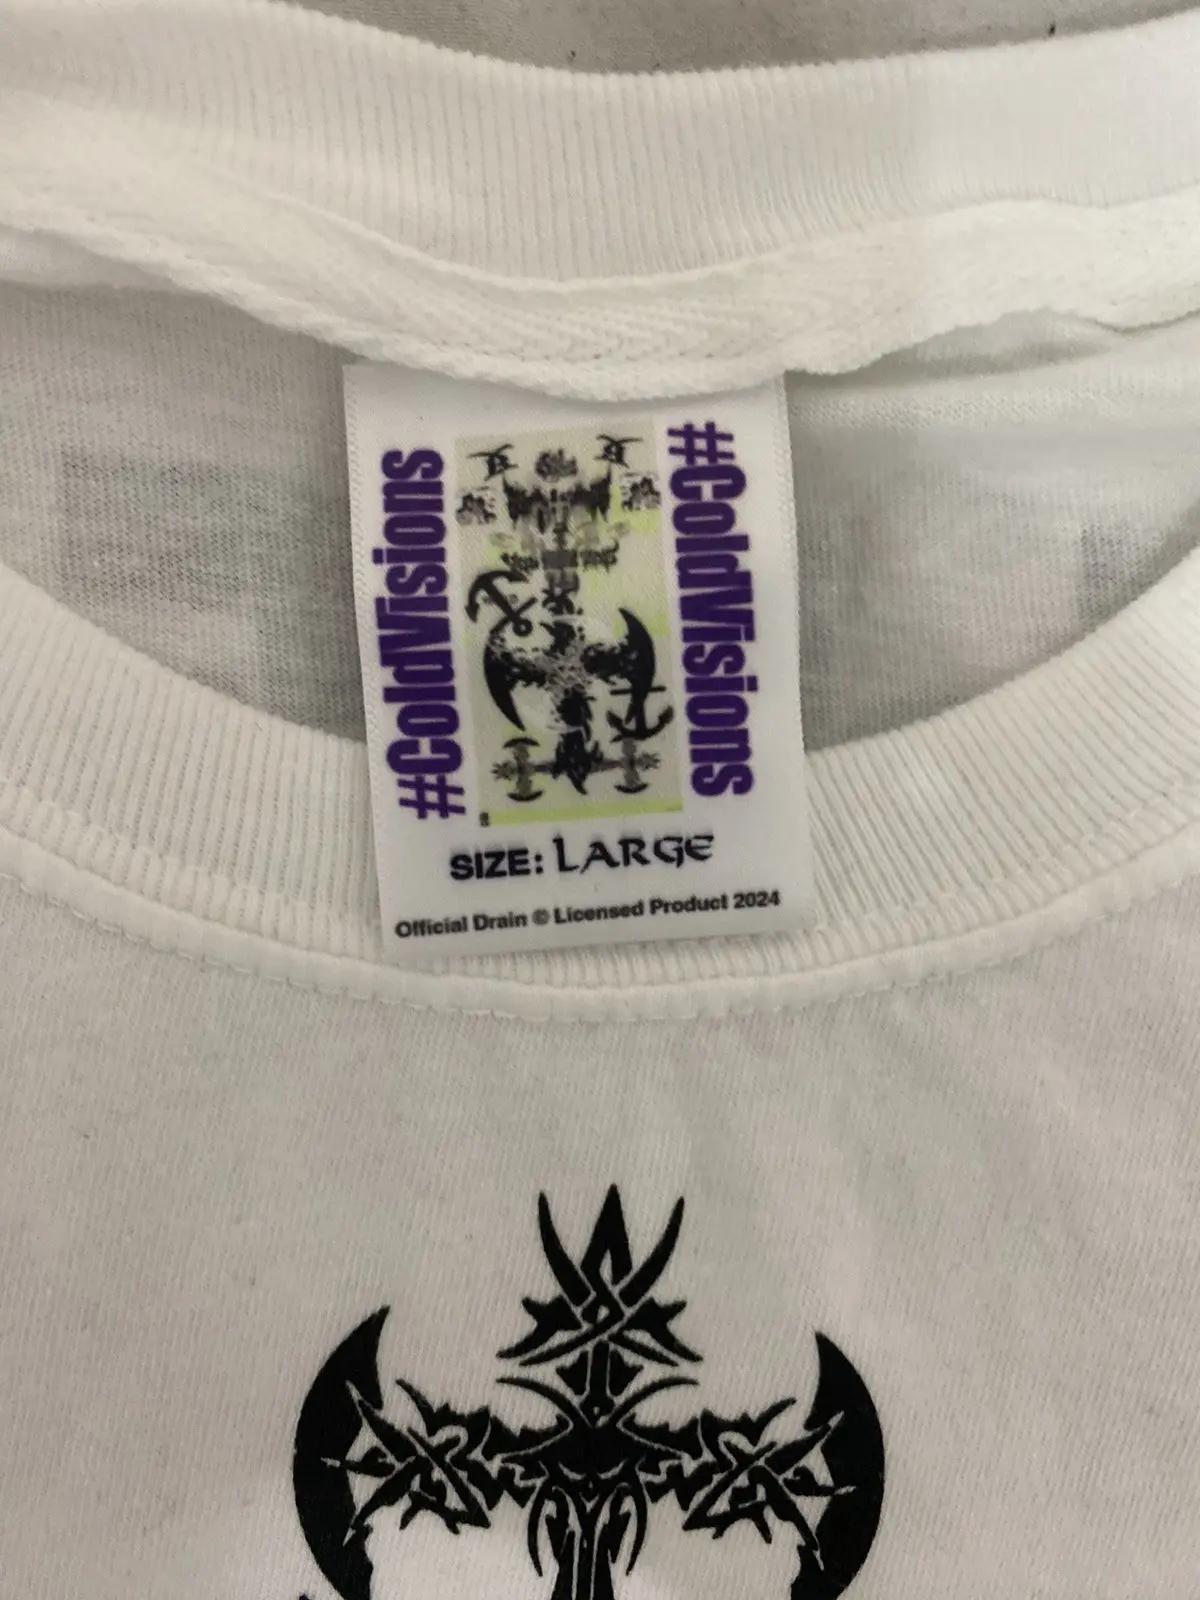 #ColdVisions
#ColdVisions
SIZE: LARGE
Official Drain © Licensed Product 2024